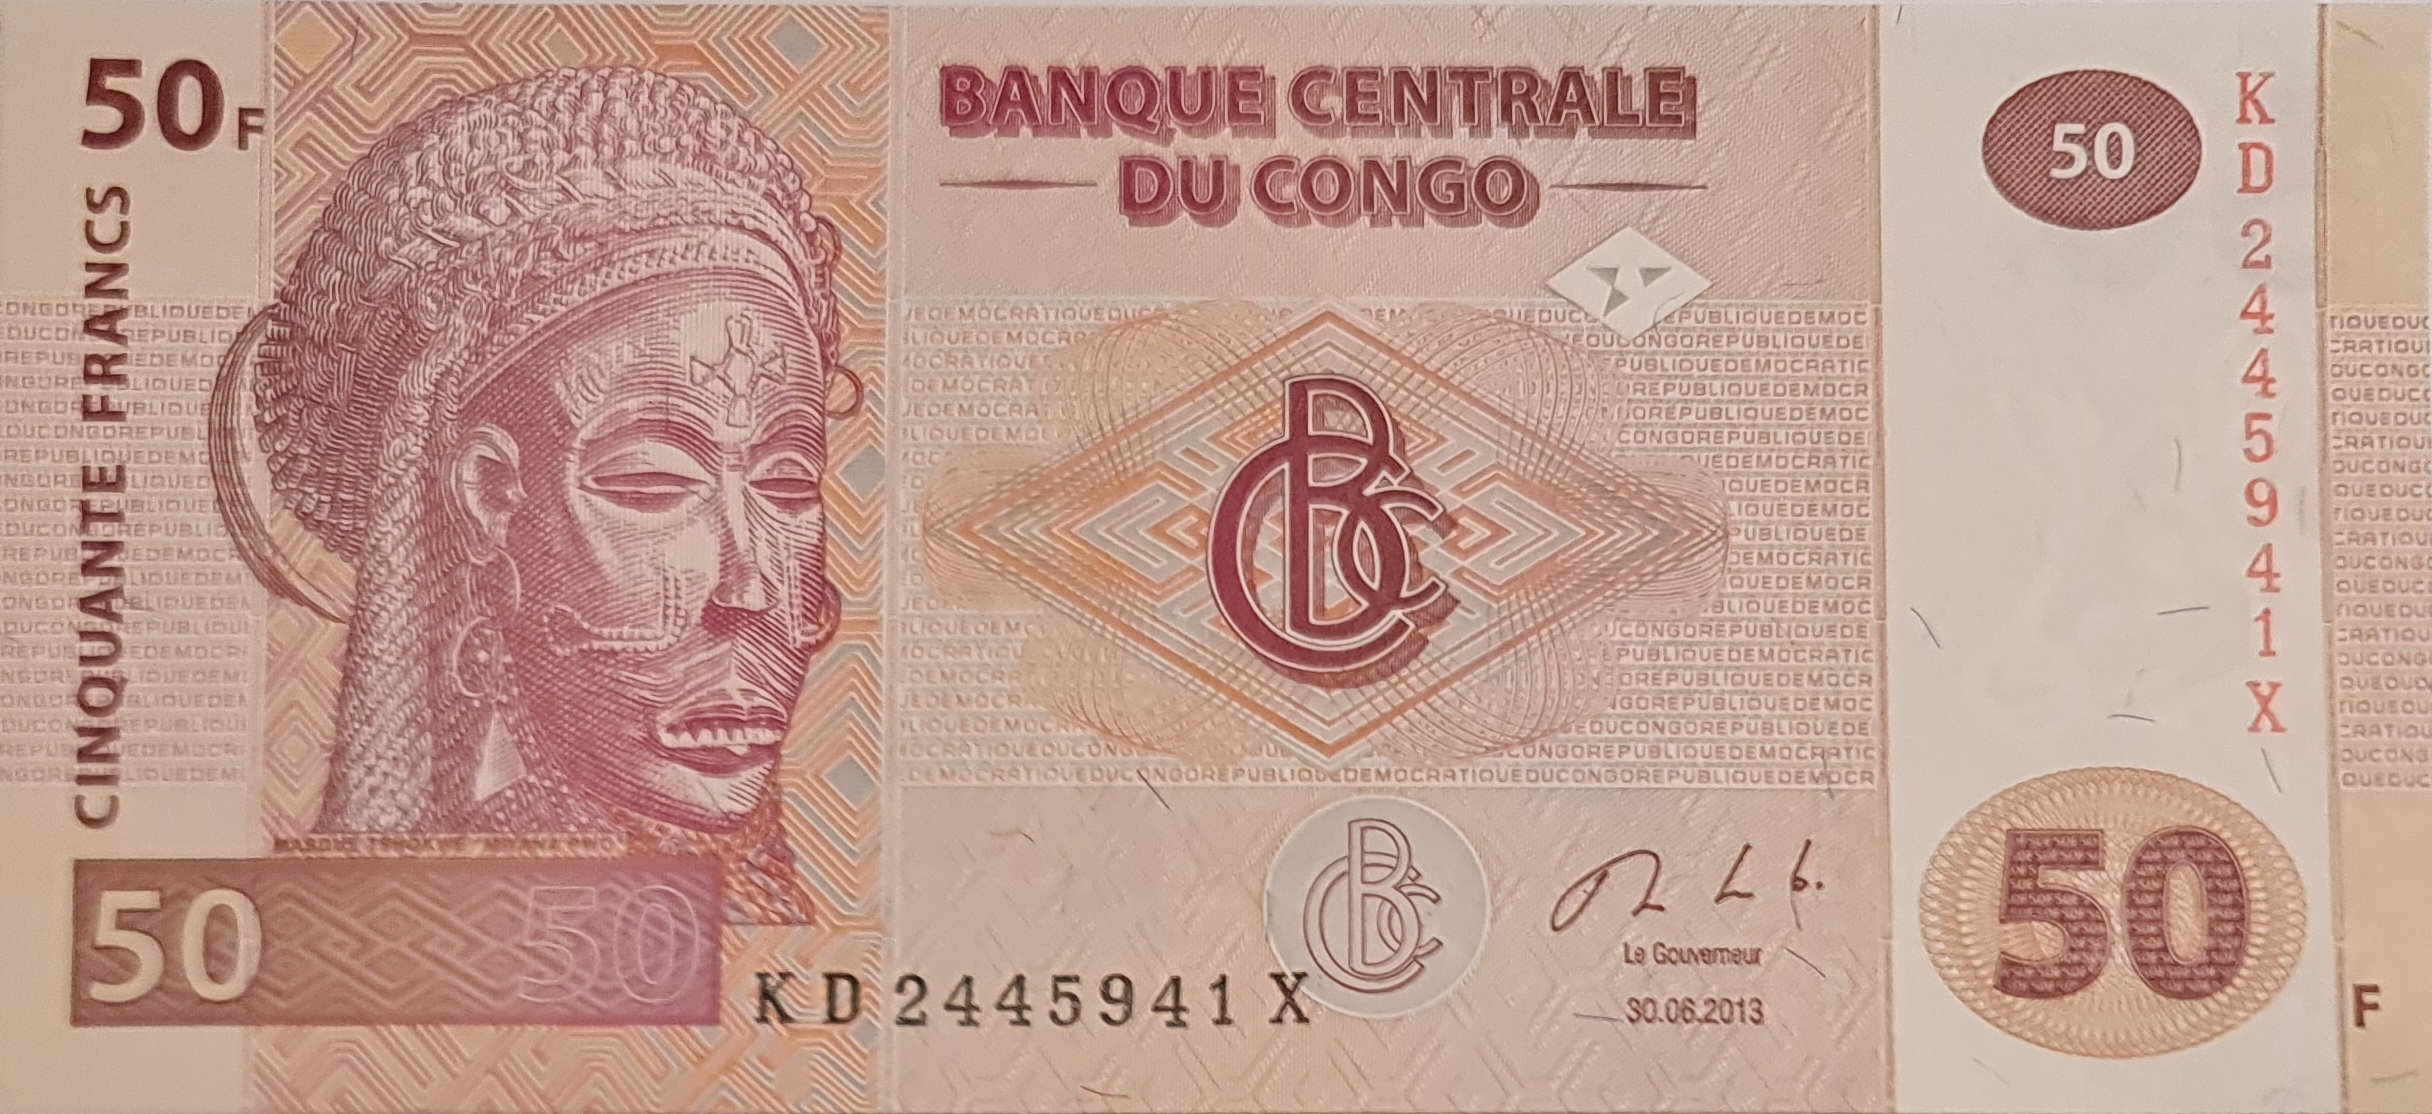 50 F
CINQUANTE FRANCS
BANQUE CENTRALE
DU CONGO
50
KD2445941X
BCC
MASQUE TSHOKWE "MWANA PWO"
50 50
KD2445941X
BCC
Le Gouverneur
30.06.2013
50 F